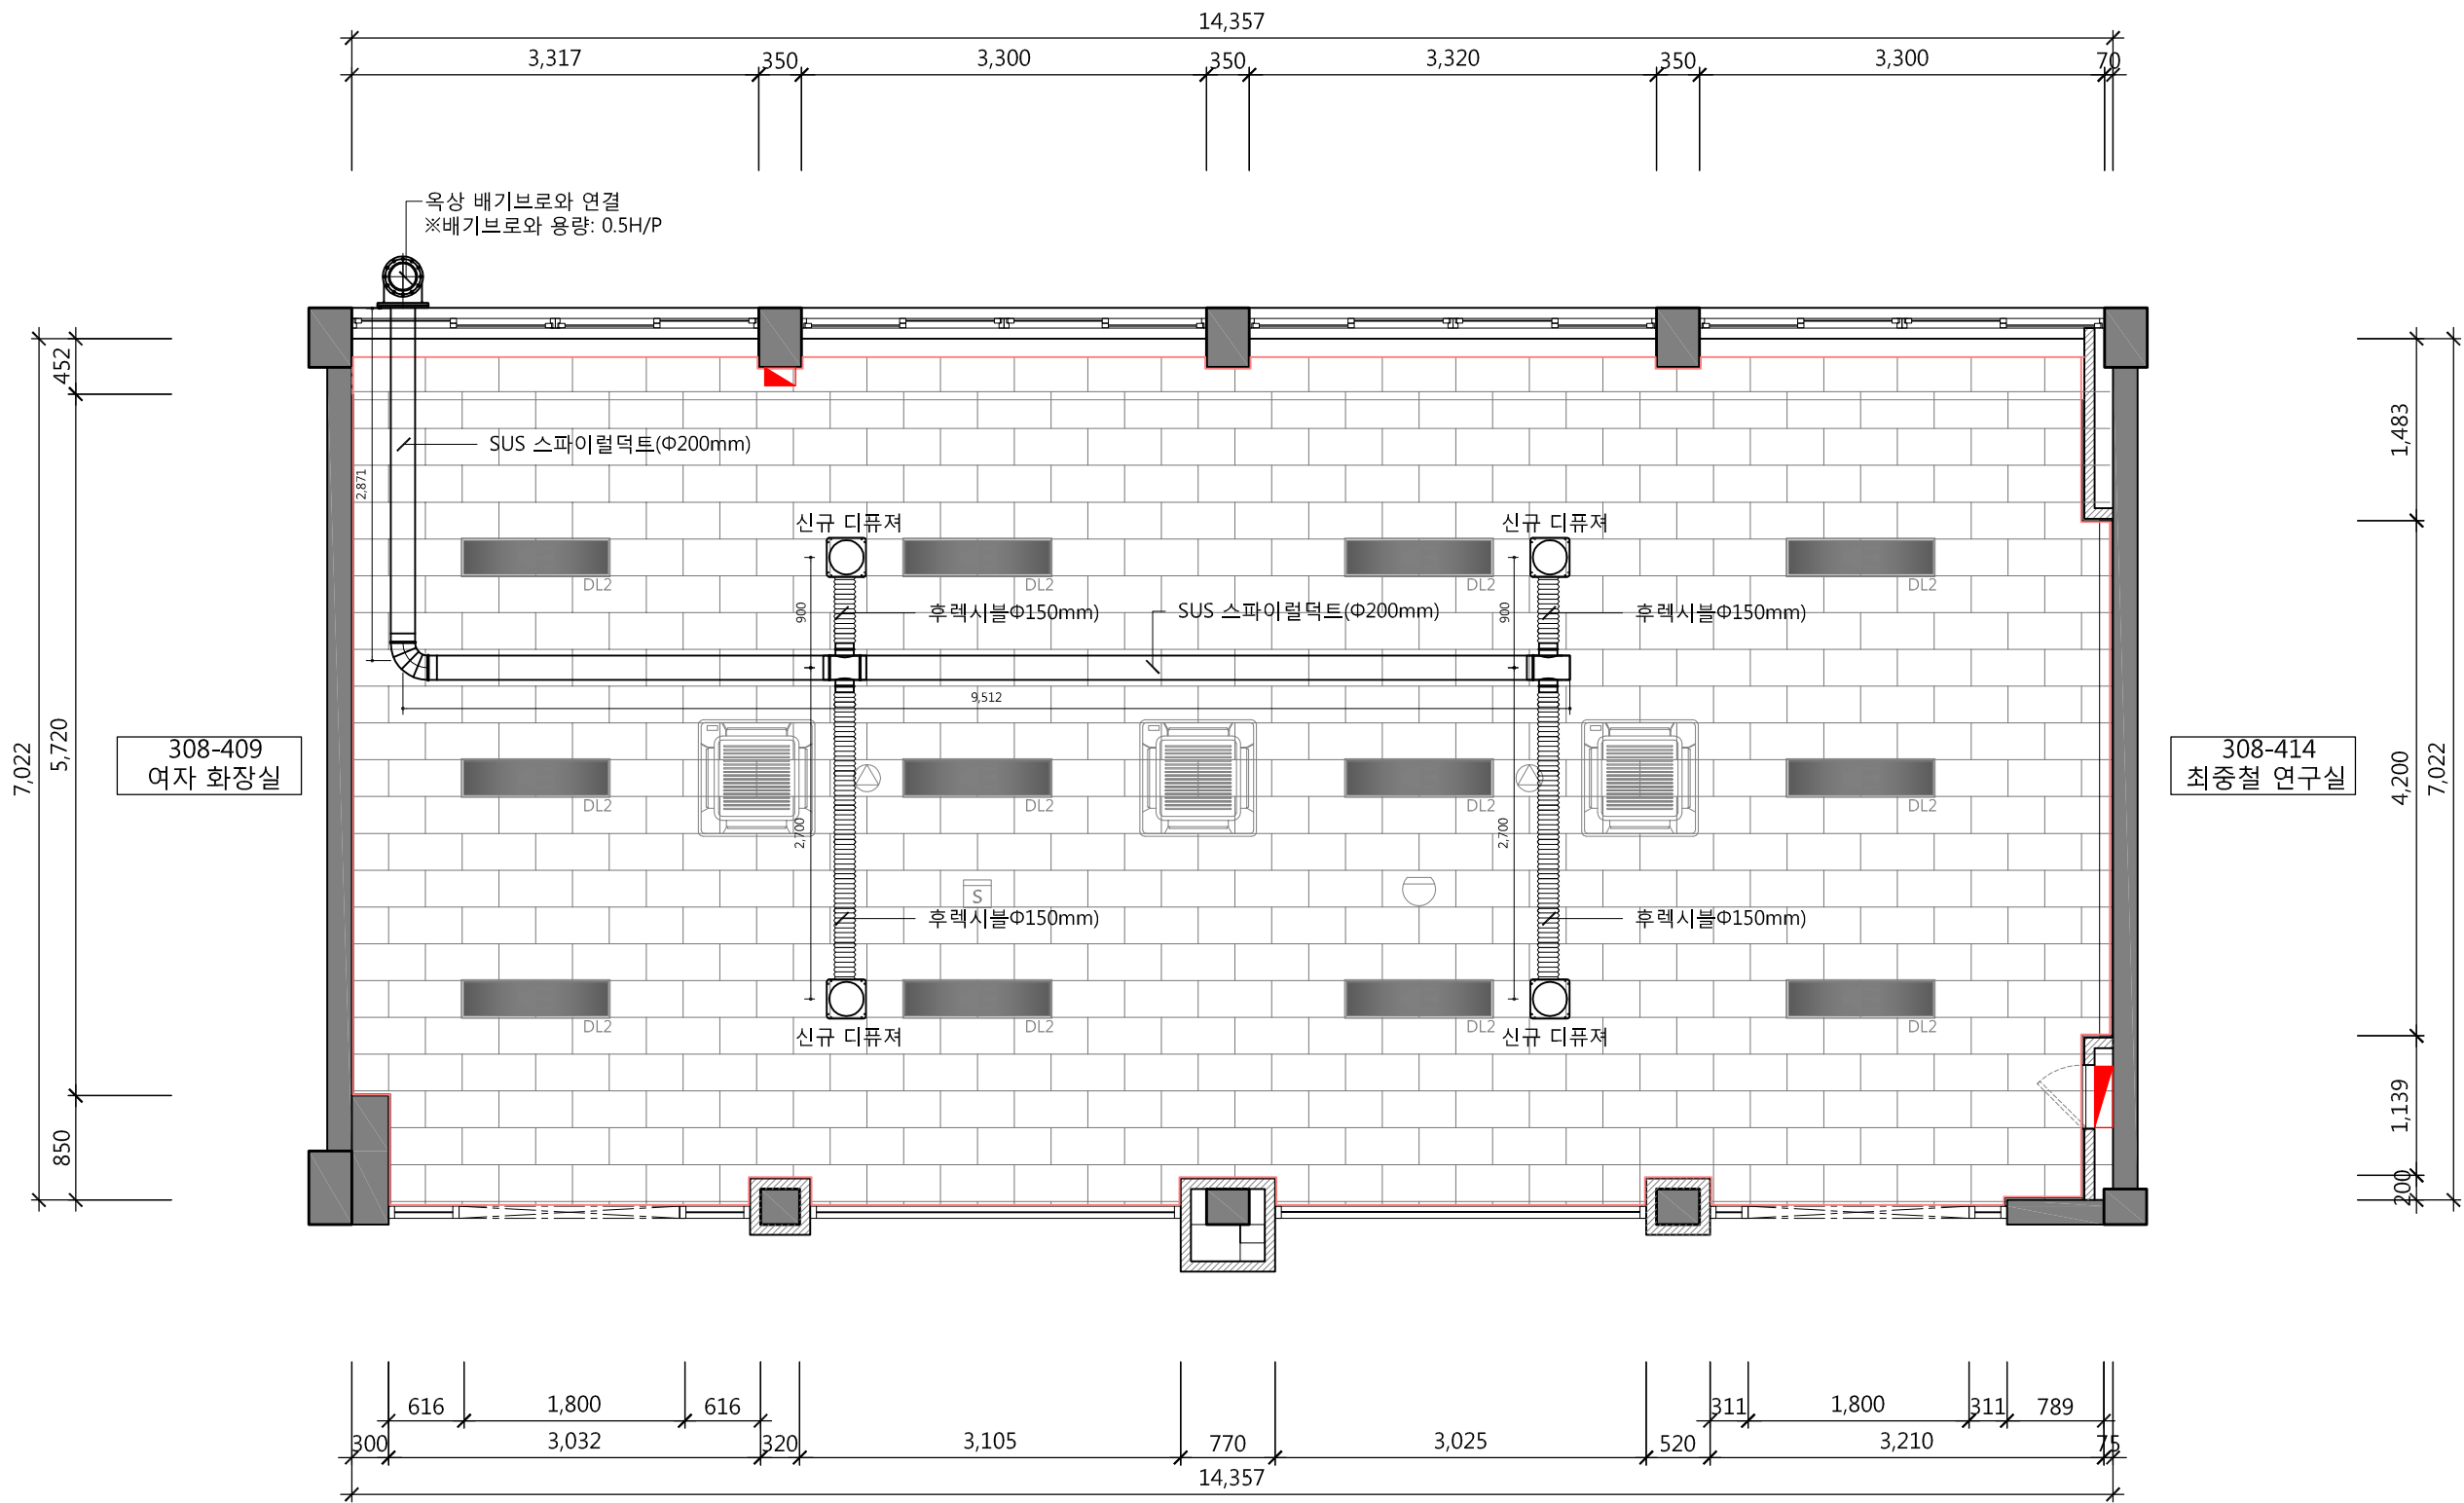 14,357
3,317
350
3,300
350
3,320
350
3,300
70
옥상 배기브로와 연결
※배기브로와 용량: 0.5H/P
452
1,483
SUS 스파이럴덕트(Φ200mm)
2,871
신규 디퓨져
신규 디퓨져
DL2
DL2
DL2
DL2
900
후렉시블Φ150mm)
SUS 스파이럴덕트(Φ200mm)
900
후렉시블Φ150mm)
9,512
7,022
5,720
308-409
여자 화장실
308-414
최중철 연구실
4,200
7,022
DL2
DL2
DL2
DL2
2,700
2,700
S
후렉시블Φ150mm)
후렉시블Φ150mm)
DL2
DL2
DL2
DL2
신규 디퓨져
신규 디퓨져
850
1,139
200
616
1,800
616
311
1,800
311
789
300
3,032
320
3,105
770
3,025
520
3,210
75
14,357